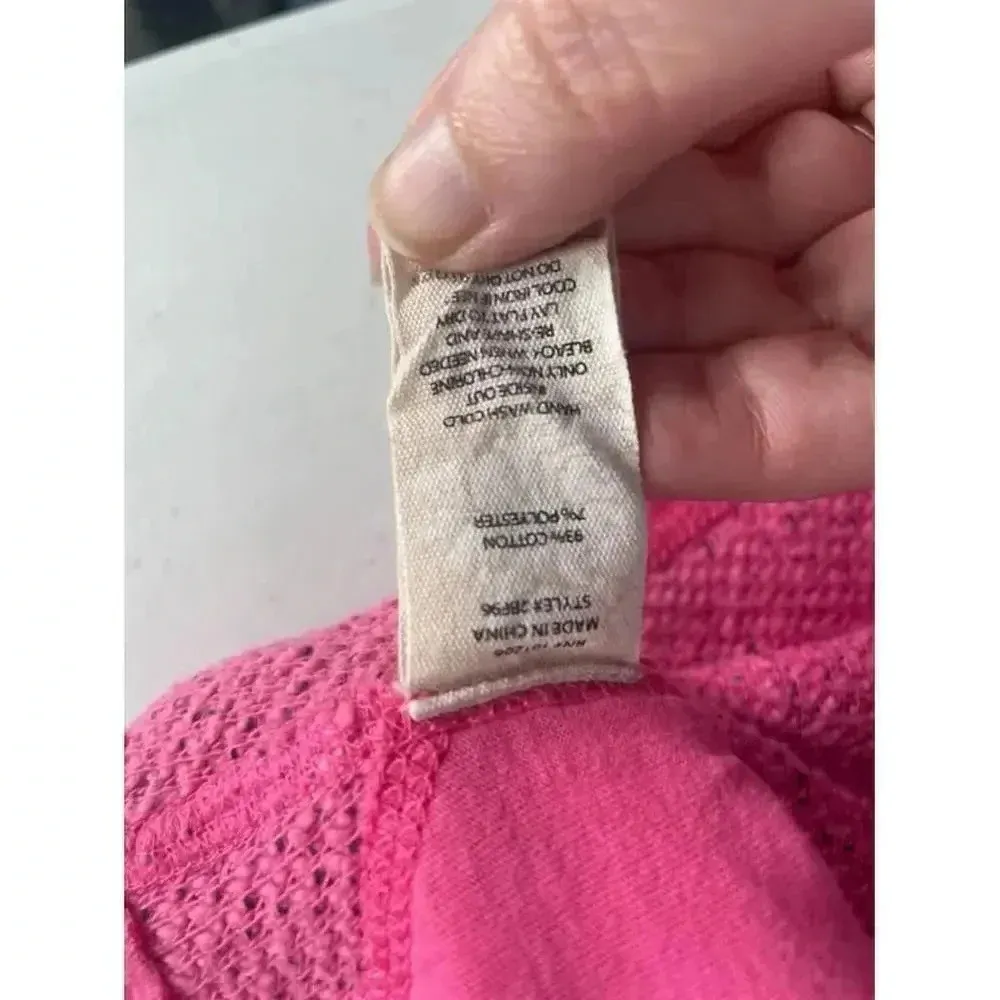 MADE IN CHINA
STYLE# 2BF96
93% COTTON
7% POLYESTER
HAND WASH COLD
INSIDE OUT
ONLY NON-CHLORINE
BLEACH WHEN NEEDED
RESHAPE AND
LAY FLAT TO DRY
COOL IRON IF
DO NOT DRY